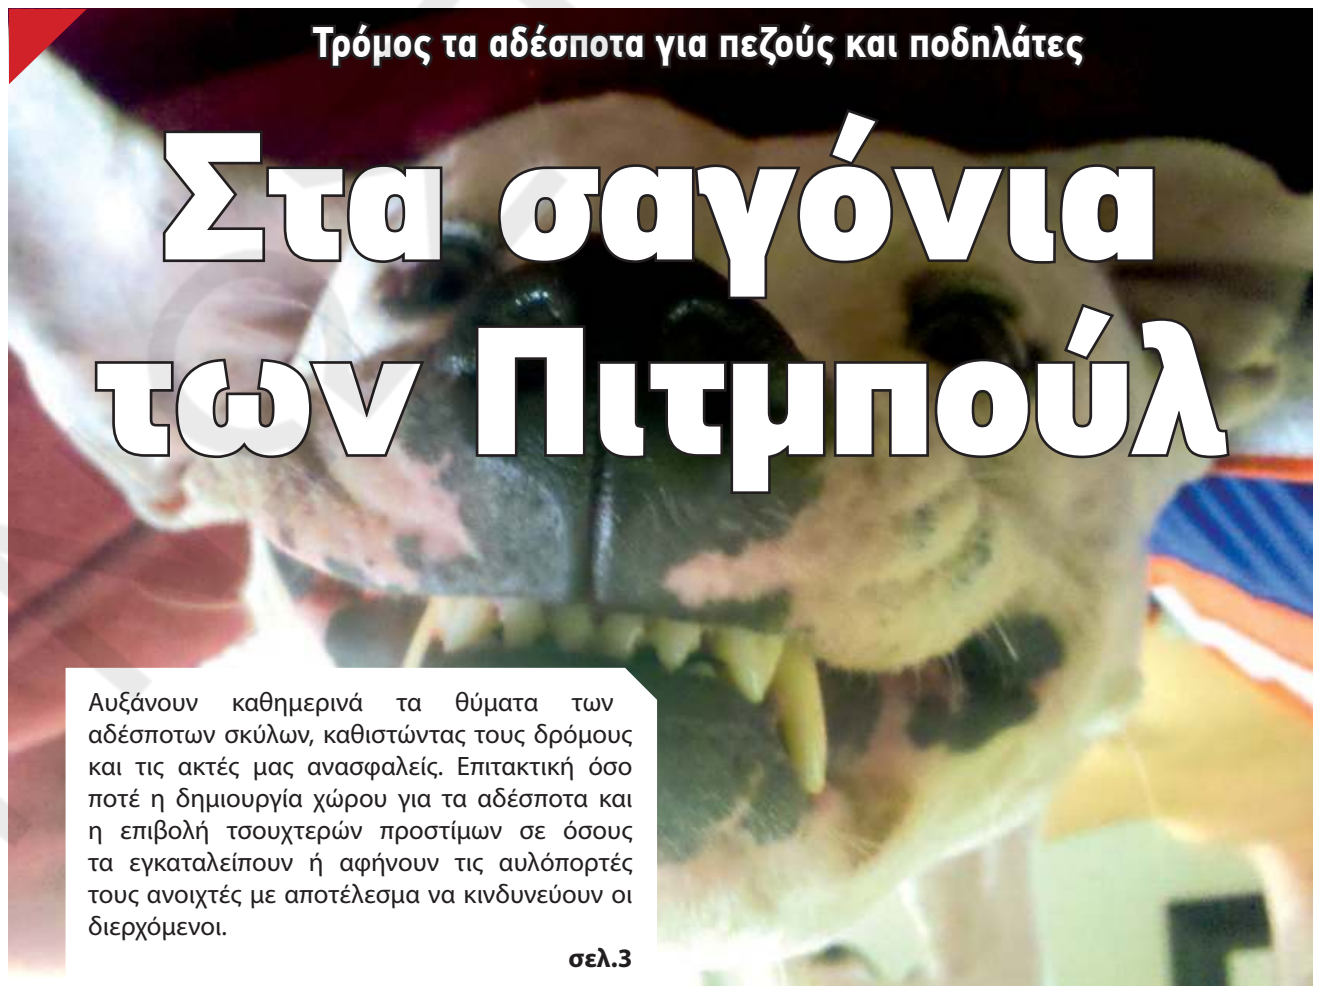 Τρόμος τα αδέσποτα για πεζούς και ποδηλάτες
Στα σαγόνια
των Πιτμπούλ
Αυξάνουν καθημερινά τα θύματα των
αδέσποτων σκύλων, καθιστώντας τους δρόμους
και τις ακτές μας ανασφαλείς. Επιτακτική όσο
ποτέ η δημιουργία χώρου για τα αδέσποτα και
η επιβολή τσουχτερών προστίμων σε όσους
τα εγκαταλείπουν ή αφήνουν τις αυλόπορτές
τους ανοιχτές με αποτέλεσμα να κινδυνεύουν οι
διερχόμενοι.
σελ.3